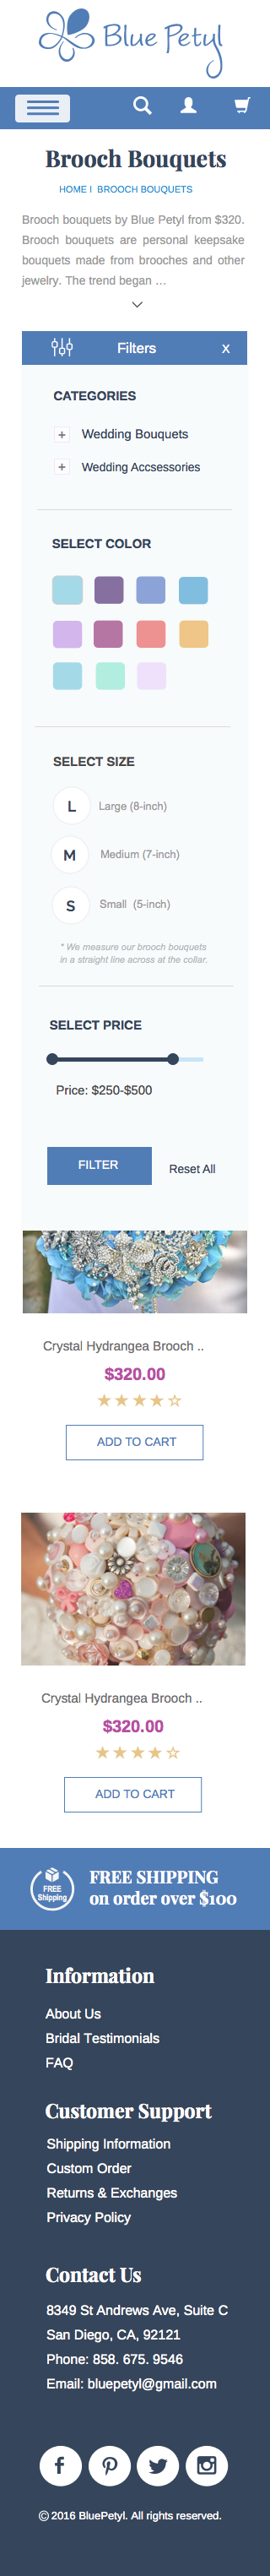 Blue Petyl
Brooch Bouquets
HOME I BROOCH BOUQUETS
Brooch bouquets by Blue Petyl from $320.
Brooch bouquets are personal keepsake
bouquets made from brooches and other
jewelry. The trend began ...
Filters x
CATEGORIES
+ Wedding Bouquets
+ Wedding Accsessories
SELECT COLOR
SELECT SIZE
L Large (8-inch)
M Medium (7-inch)
S Small (5-inch)
* We measure our brooch bouquets
in a straight line across at the collar.
SELECT PRICE
Price: $250-$500
FILTER Reset All
Crystal Hydrangea Brooch ..
$320.00
ADD TO CART
Crystal Hydrangea Brooch ..
$320.00
ADD TO CART
FREE
Shipping
FREE SHIPPING
on order over $100
Information
About Us
Bridal Testimonials
FAQ
Customer Support
Shipping Information
Custom Order
Returns & Exchanges
Privacy Policy
Contact Us
8349 St Andrews Ave, Suite C
San Diego, CA, 92121
Phone: 858. 675. 9546
Email: bluepetyl@gmail.com
© 2016 BluePetyl. All rights reserved.